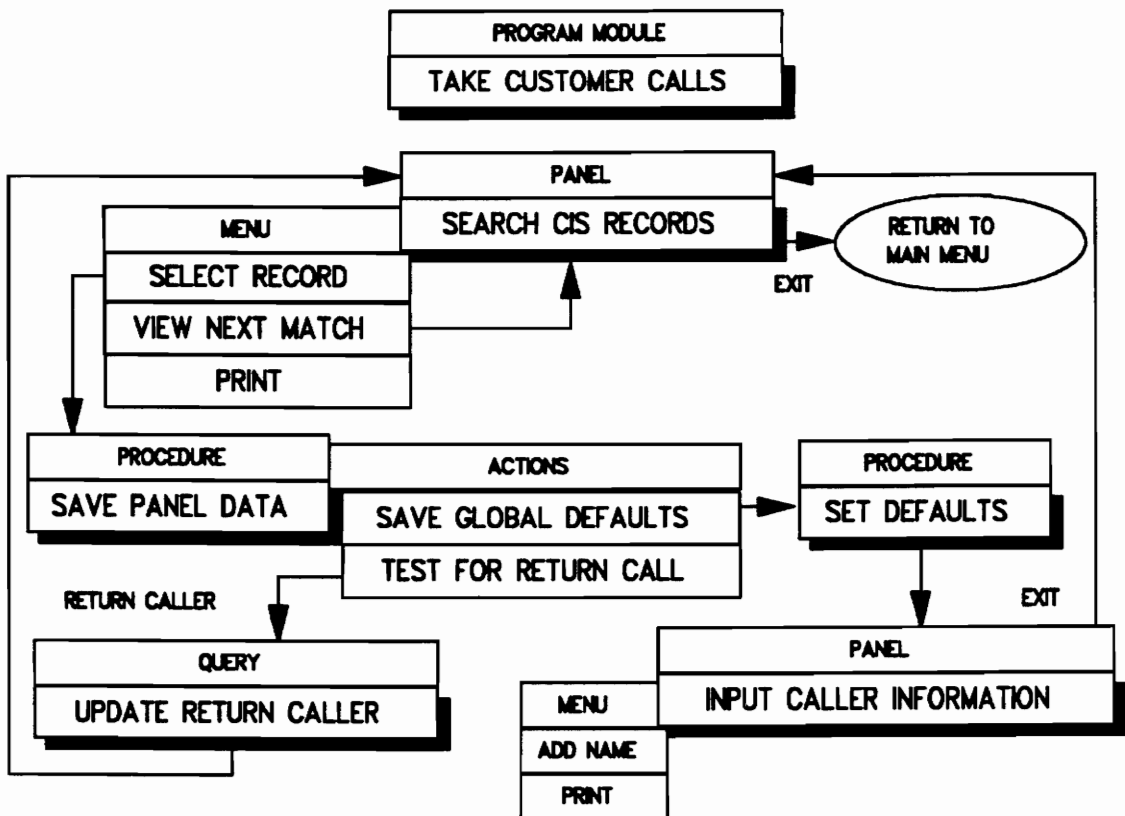 PROGRAM MODULE
TAKE CUSTOMER CALLS
PANEL
SEARCH CIS RECORDS
MENU
SELECT RECORD
VIEW NEXT MATCH
PRINT
EXIT
RETURN TO
MAIN MENU
PROCEDURE
SAVE PANEL DATA
ACTIONS
SAVE GLOBAL DEFAULTS
TEST FOR RETURN CALL
PROCEDURE
SET DEFAULTS
RETURN CALLER
EXIT
QUERY
UPDATE RETURN CALLER
PANEL
INPUT CALLER INFORMATION
MENU
ADD NAME
PRINT